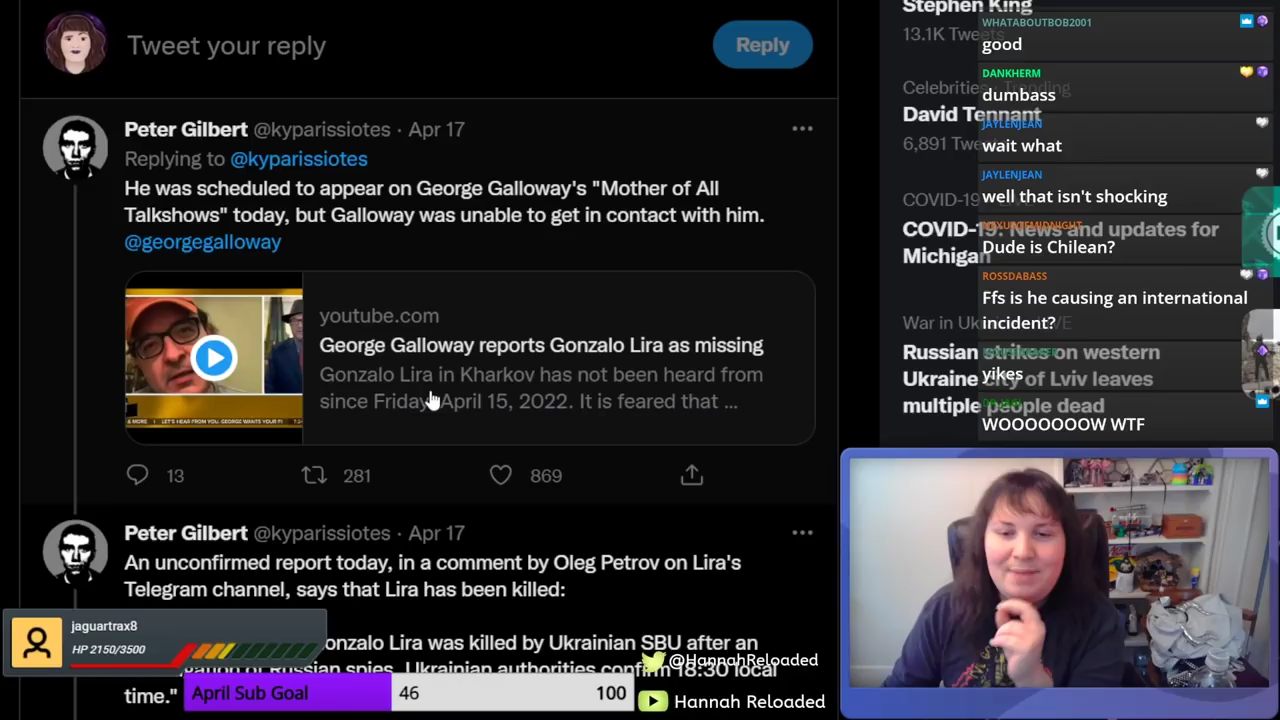 Tweet your reply
Reply
Peter Gilbert @kyparissiotes · Apr 17
Replying to @kyparissiotes
He was scheduled to appear on George Galloway's "Mother of All
Talkshows" today, but Galloway was unable to get in contact with him.
@georgegalloway
youtube.com
George Galloway reports Gonzalo Lira as missing
Gonzalo Lira in Kharkov has not been heard from
since Friday, April 15, 2022. It is feared that ...
13
281
869
Peter Gilbert @kyparissiotes · Apr 17
An unconfirmed report today, in a comment by Oleg Petrov on Lira's
Telegram channel, says that Lira has been killed:
onzalo Lira was killed by Ukrainian SBU after an
of Russian spies. Ukrainian authorities confirm 18:30 local
time."
jaguartrax8
HP 2150/3500
April Sub Goal
46
100
@HannahReloaded
Hannah Reloaded
Stephen King
13.1K Tweets
Celebrities · Trending
David Tennant
6,891
COVID-19
COVID-19: News and updates for
Michigan
War in
Russian strike on western
Ukraine city of Lviv leaves
multiple people dead
WHATABOUTBOB2001
good
DANKHERM
dumbass
JAYLENJEAN
wait what
JAYLENJEAN
well that isn't shocking
Dude is Chilean?
ROSSDABASS
Ffs is he causing an international
incident?
yikes
WOOOOOOOW WTF